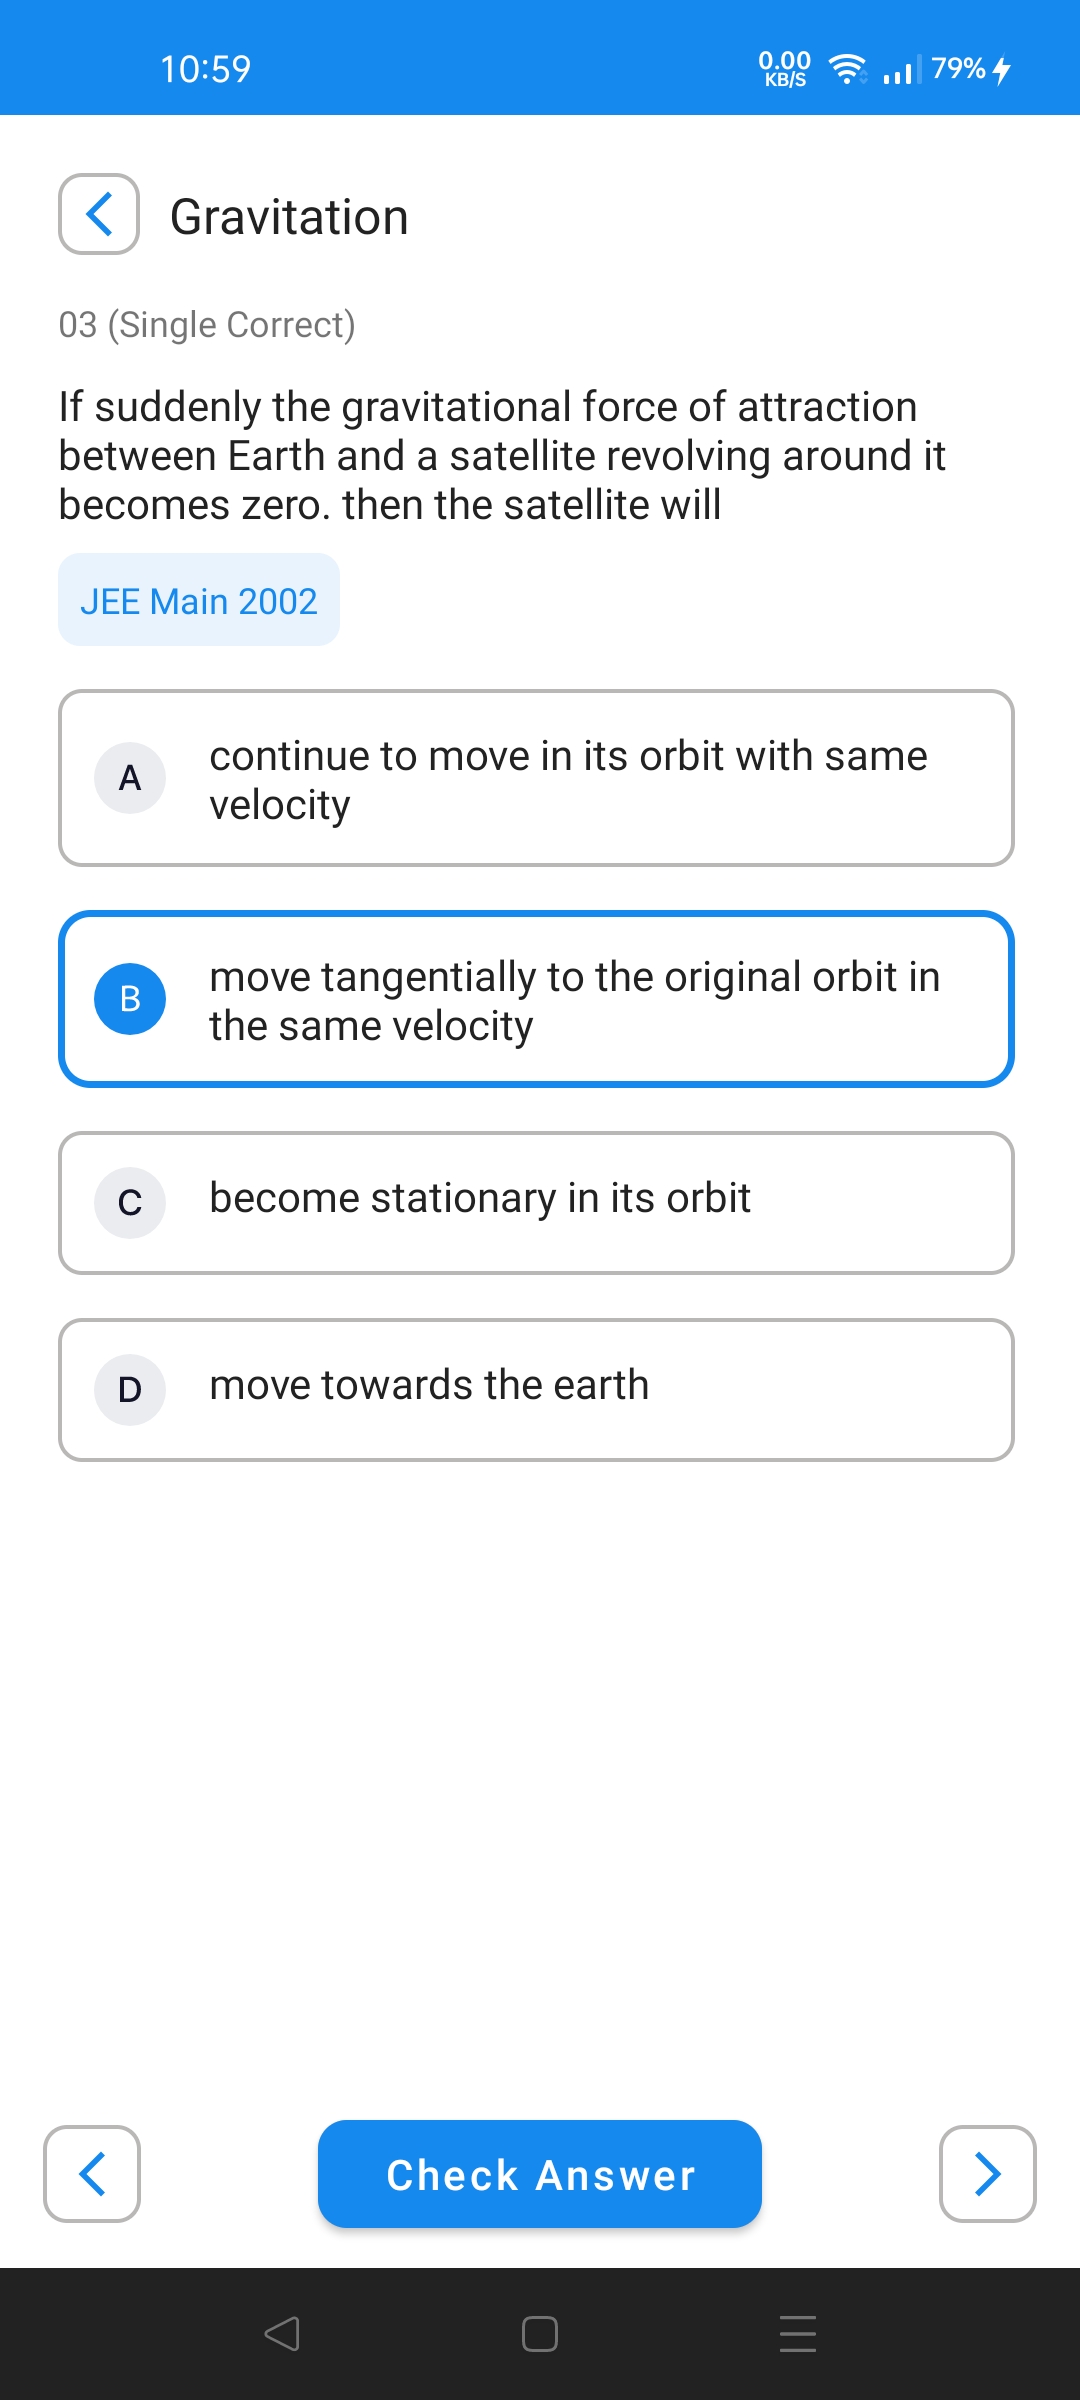 10:59
0.00
KB/S
79%
Gravitation
03 (Single Correct)
If suddenly the gravitational force of attraction
between Earth and a satellite revolving around it
becomes zero. then the satellite will
JEE Main 2002
A
continue to move in its orbit with same
velocity
B
move tangentially to the original orbit in
the same velocity
C
become stationary in its orbit
D
move towards the earth
Check Answer